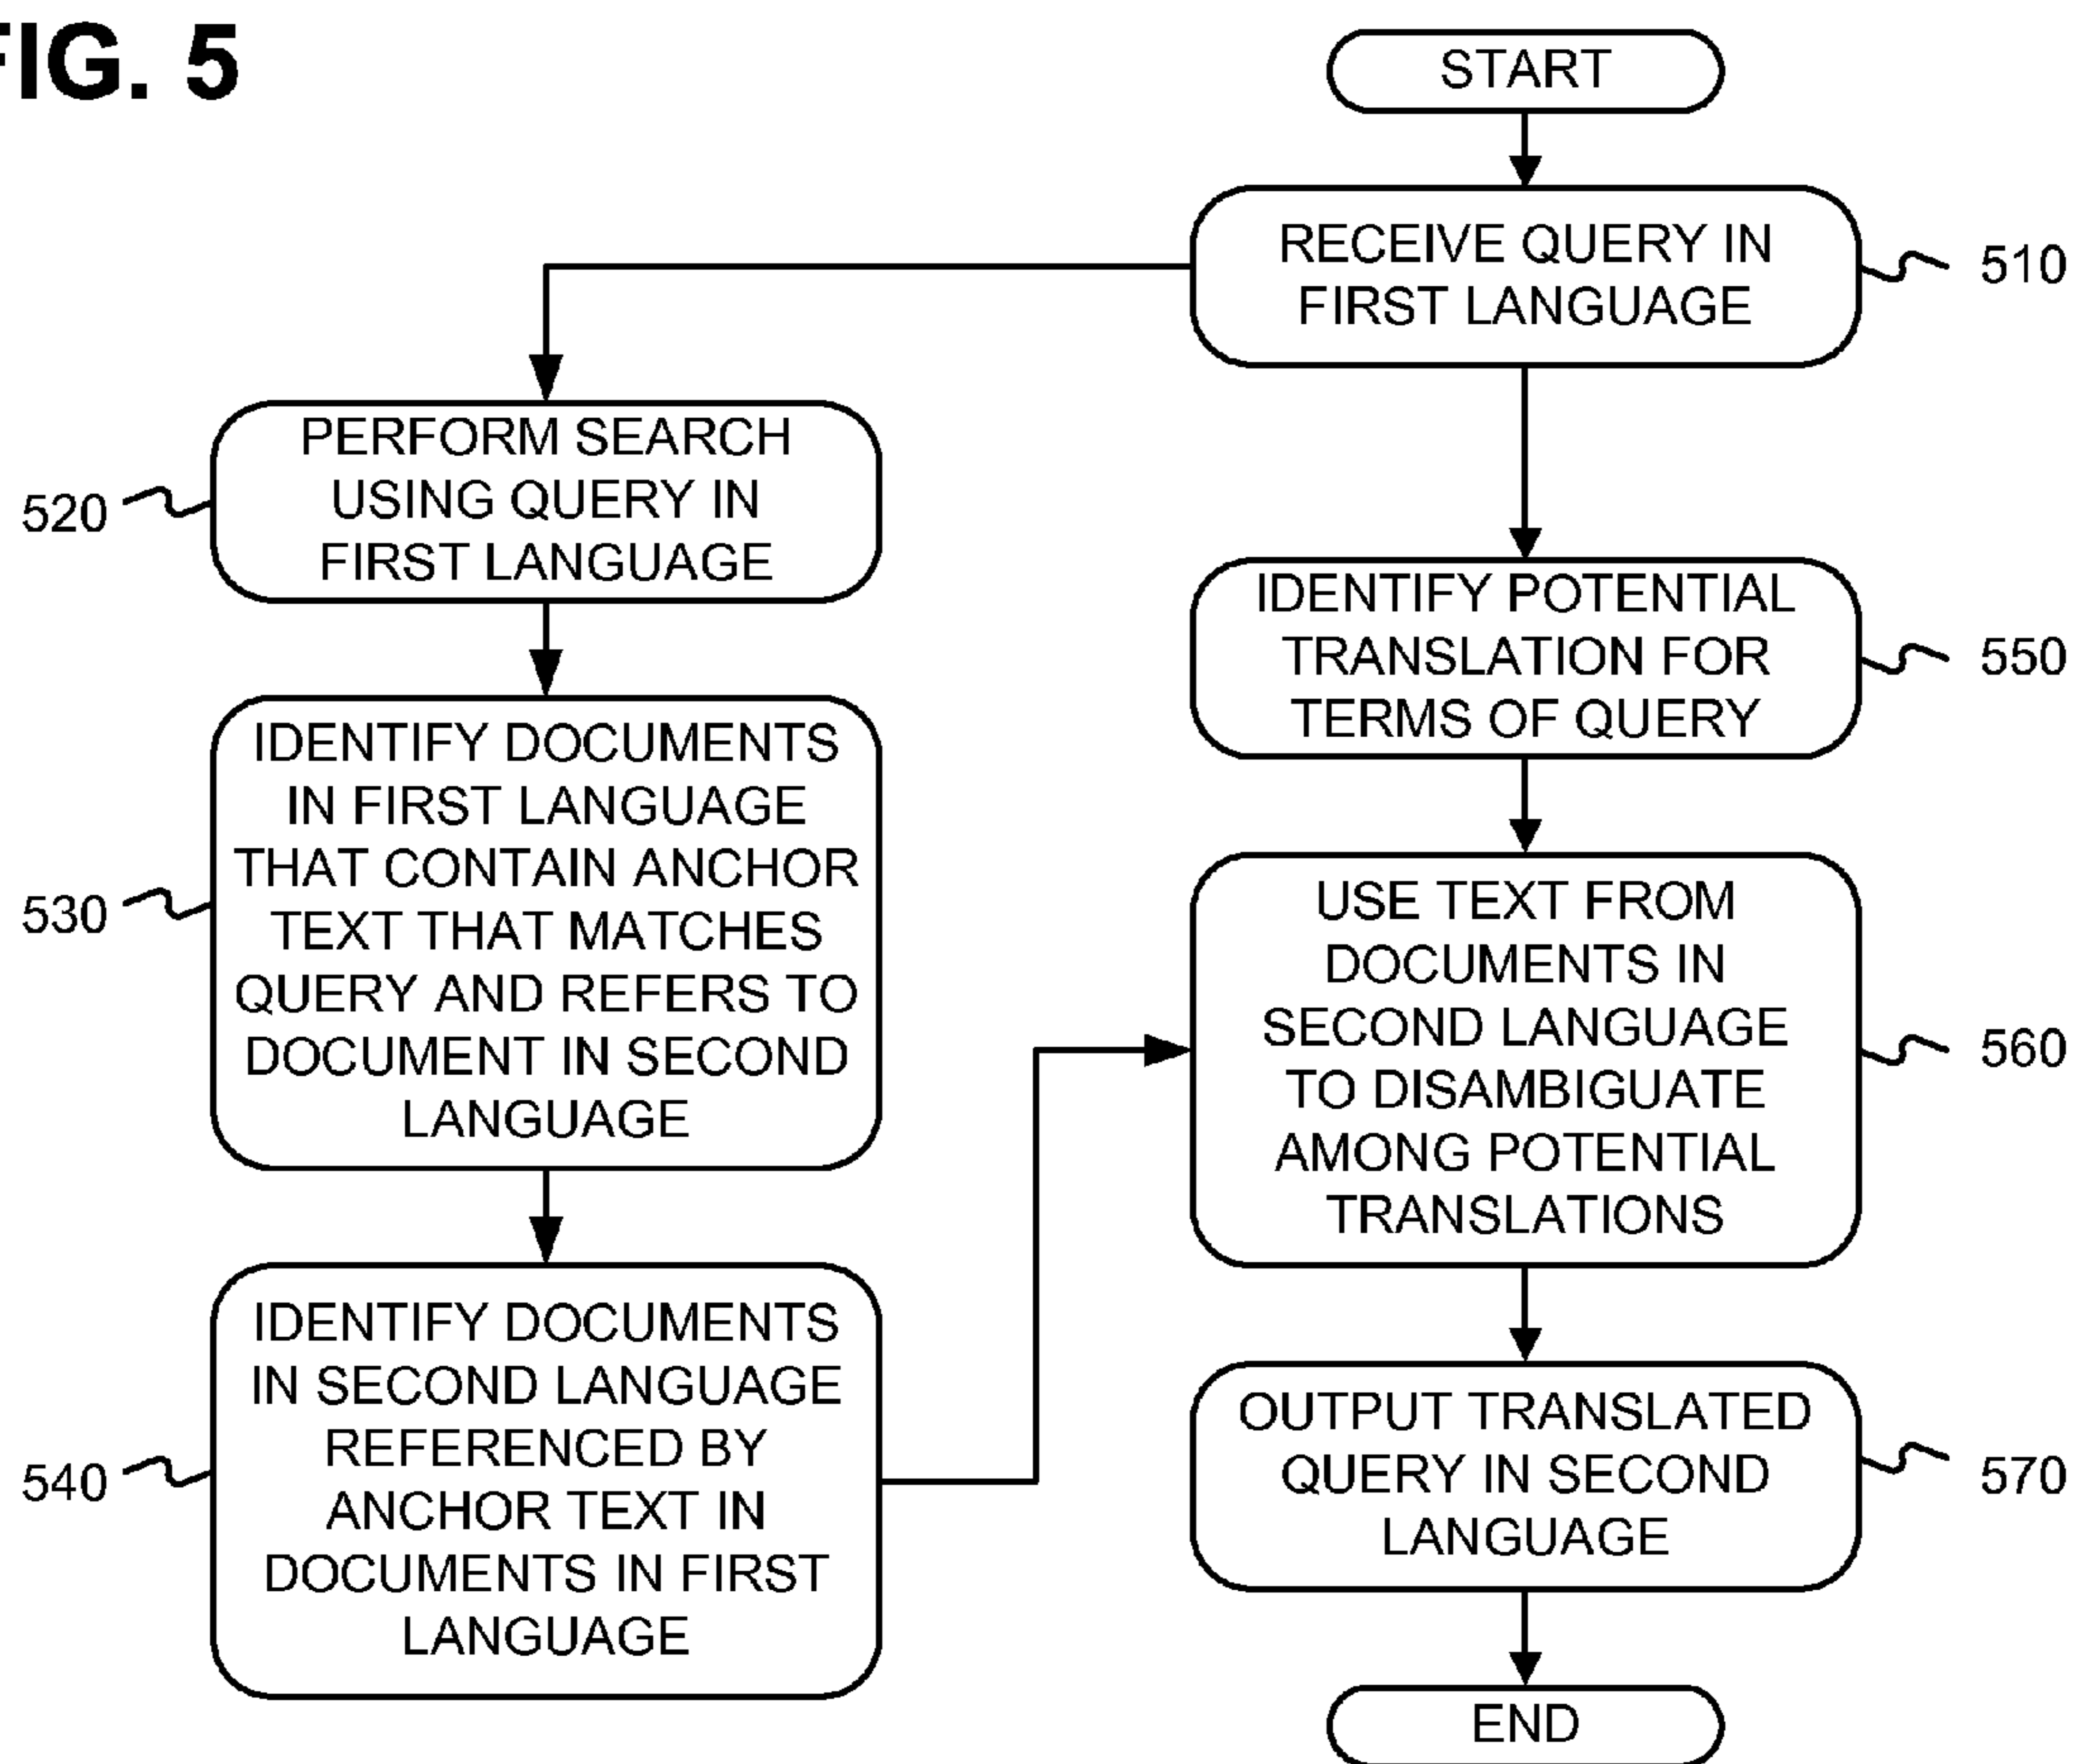 FIG. 5
START
RECEIVE QUERY IN
FIRST LANGUAGE
510
PERFORM SEARCH
USING QUERY IN
FIRST LANGUAGE
520
IDENTIFY DOCUMENTS
IN FIRST LANGUAGE
THAT CONTAIN ANCHOR
TEXT THAT MATCHES
QUERY AND REFERS TO
DOCUMENT IN SECOND
LANGUAGE
530
IDENTIFY DOCUMENTS
IN SECOND LANGUAGE
REFERENCED BY
ANCHOR TEXT IN
DOCUMENTS IN FIRST
LANGUAGE
540
IDENTIFY POTENTIAL
TRANSLATION FOR
TERMS OF QUERY
550
USE TEXT FROM
DOCUMENTS IN
SECOND LANGUAGE
TO DISAMBIGUATE
AMONG POTENTIAL
TRANSLATIONS
560
OUTPUT TRANSLATED
QUERY IN SECOND
LANGUAGE
570
END